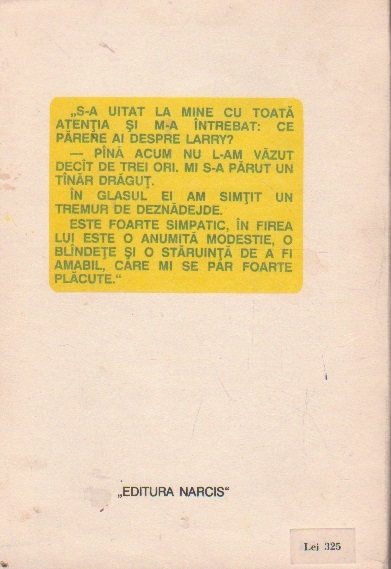 „S-A UITAT LA MINE CU TOATĂ
ATENȚIA ȘI M-A ÎNTREBAT: CE
PĂRERE AI DESPRE LARRY?
— PÎNĂ ACUM NU L-AM VĂZUT
DECÎT DE TREI ORI. MI S-A PĂRUT UN
TÎNĂR DRĂGUȚ.
ÎN GLASUL EI AM SIMȚIT UN
TREMUR DE DEZNĂDEJDE.
ESTE FOARTE SIMPATIC, ÎN FIREA
LUI ESTE O ANUMITĂ MODESTIE, O
BLÎNDEȚE ȘI O STĂRUINȚĂ DE A FI
AMABIL, CARE MI SE PAR FOARTE
PLĂCUTE.“
„EDITURA NARCIS“
Lei 325